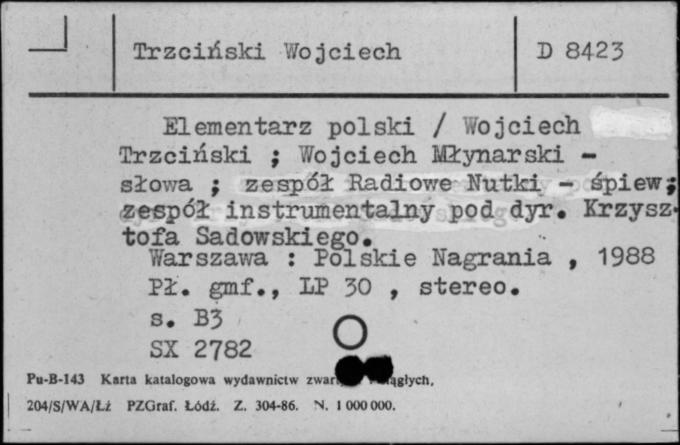 Trzciński Wojciech
D 8423
Elementarz polski / Wojciech
Trzciński ; Wojciech Młynarski -
słowa ; zespół Radiowe Nutki - śpiew;
zespół instrumentalny pod dyr. Krzysz-
tofa Sadowskiego.
Warszawa : Polskie Nagrania , 1988
Pł. gmf., LP 30 , stereo.
s. B3
SX 2782
Pu-B-143 Karta katalogowa wydawnictw
204/S/WA/Łź PZGraf. Łódź. Z. 304-86. N. 1 000 000.